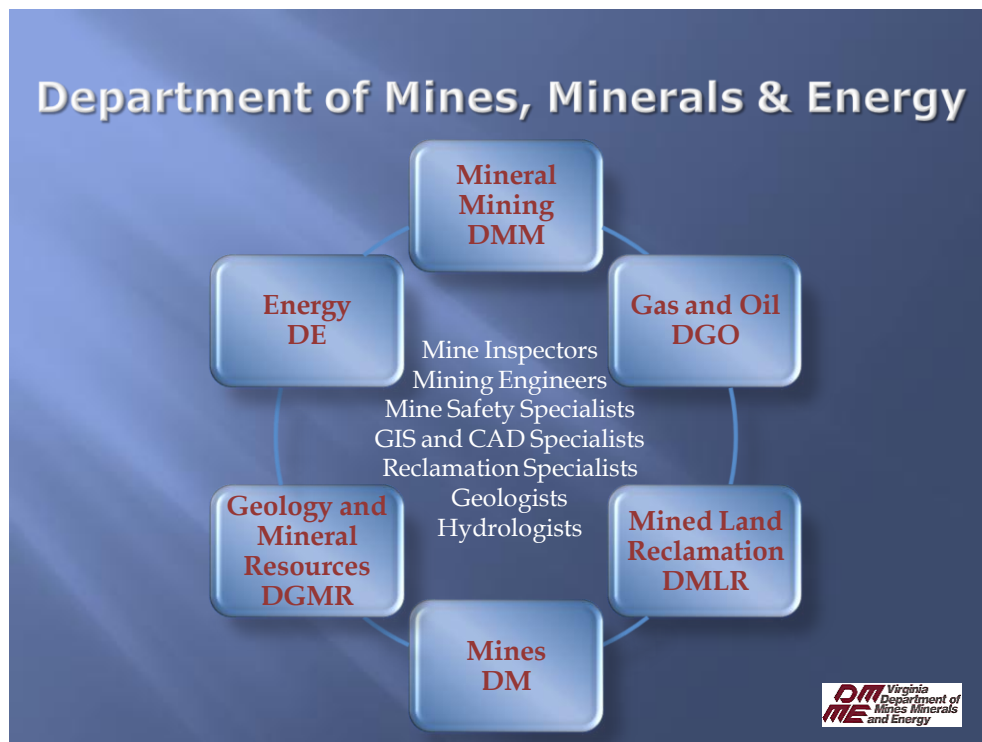 Department of Mines, Minerals & Energy
Mineral
Mining
DMM
Gas and Oil
DGO
Mined Land
Reclamation
DMLR
Mines
DM
Geology and
Mineral
Resources
DGMR
Energy
DE
Mine Inspectors
Mining Engineers
Mine Safety Specialists
GIS and CAD Specialists
Reclamation Specialists
Geologists
Hydrologists
DMME
Virginia
Department of
Mines Minerals
and Energy